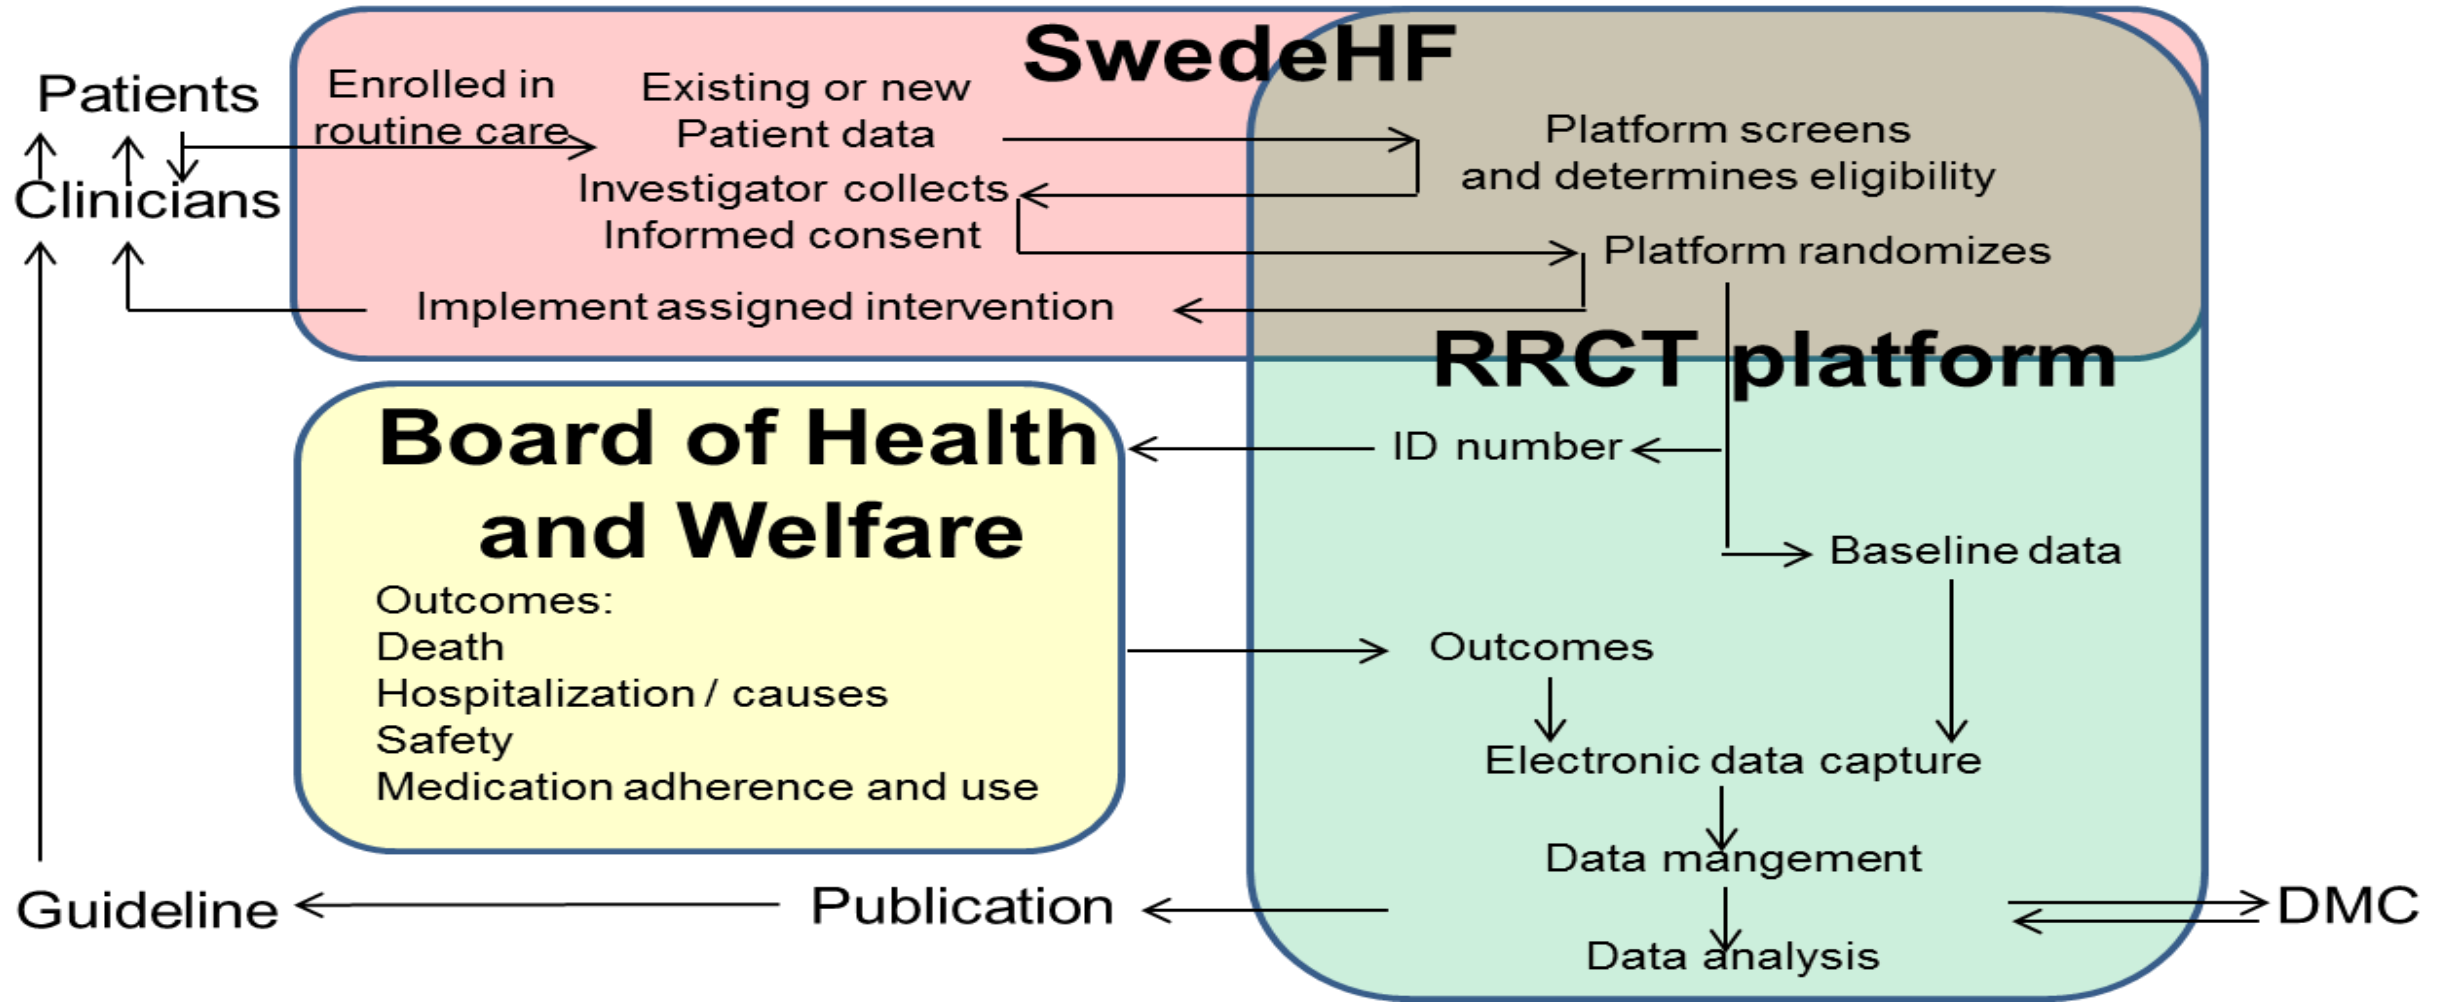 SwedeHF
Patients
Enrolled in
routine care
Existing or new
Patient data
Platform screens
and determines eligibility
Clinicians
Investigator collects
Informed consent
Platform randomizes
Implement assigned intervention
RRCT platform
Board of Health
and Welfare
ID number
Baseline data
Outcomes:
Death
Hospitalization / causes
Safety
Medication adherence and use
Outcomes
Electronic data capture
Data mangement
Data analysis
DMC
Publication
Guideline